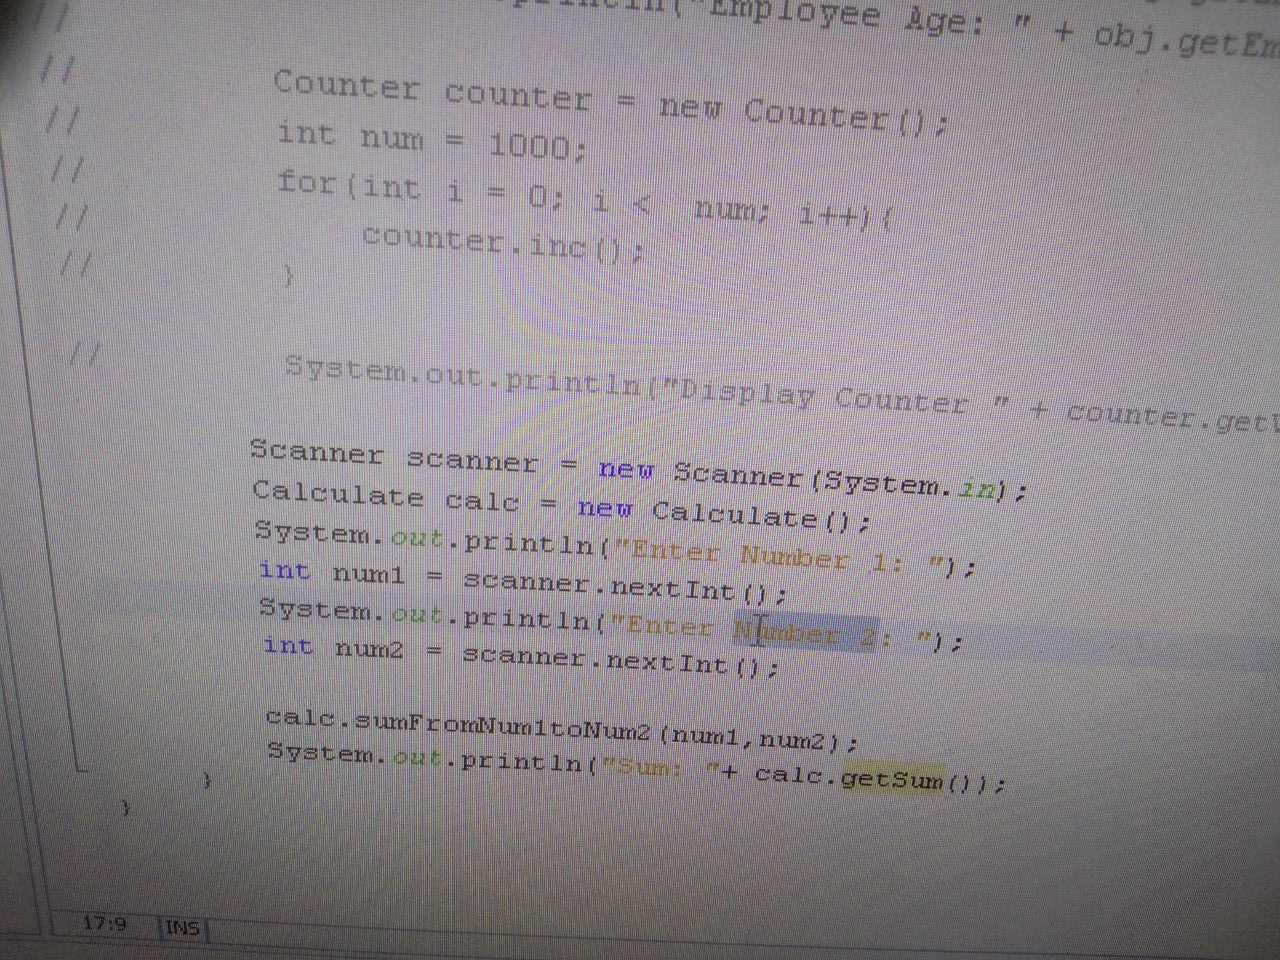 // println("Employee Age: " + obj.getEm
// Counter counter = new Counter();
// int num = 1000;
// for(int i = 0; i <  num; i++){
// counter.inc();
// }
// System.out.println("Display Counter " + counter.get
Scanner scanner = new Scanner(System.in);
Calculate calc = new Calculate();
System.out.println("Enter Number 1: ");
int num1 = scanner.nextInt();
System.out.println("Enter Number 2: ");
int num2 = scanner.nextInt();
calc.sumFromNum1toNum2(num1,num2);
System.out.println("Sum: "+ calc.getSum());
}
}
17:9 INS